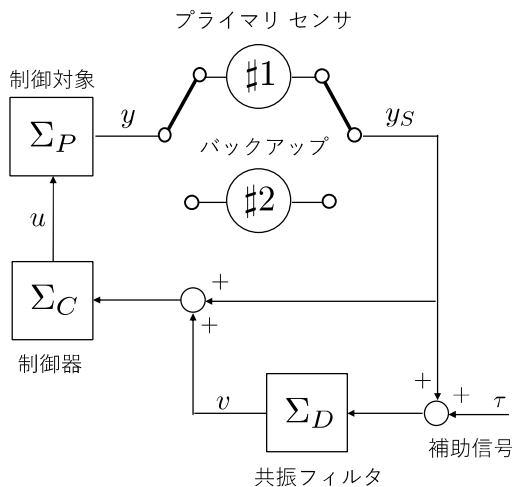 プライマリ センサ
♯1
制御対象
Σ_P
y
y_S
バックアップ
♯2
u
Σ_C
+
+
制御器
+
+
τ
v
Σ_D
補助信号
共振フィルタ